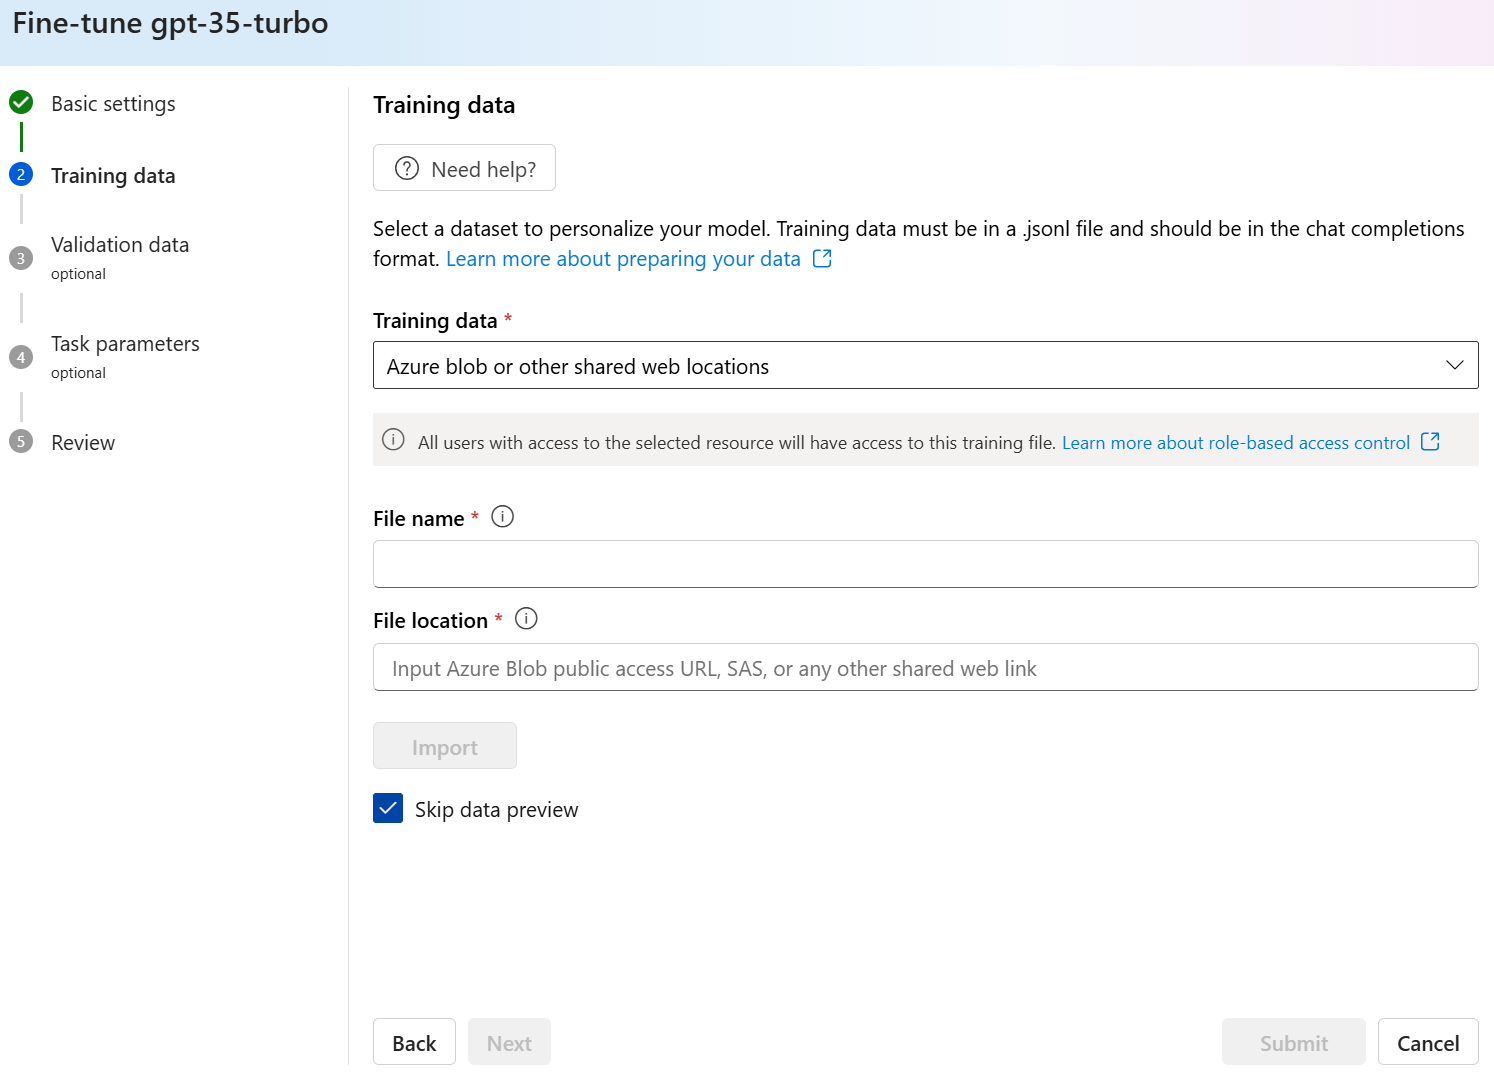 Fine-tune gpt-35-turbo
Basic settings
2
Training data
3
Validation data
optional
4
Task parameters
optional
5
Review
Training data
Need help?
Select a dataset to personalize your model. Training data must be in a .jsonl file and should be in the chat completions
format. Learn more about preparing your data
Training data *
Azure blob or other shared web locations
All users with access to the selected resource will have access to this training file. Learn more about role-based access control
File name *
File location *
Input Azure Blob public access URL, SAS, or any other shared web link
Import
Skip data preview
Back
Next
Submit
Cancel